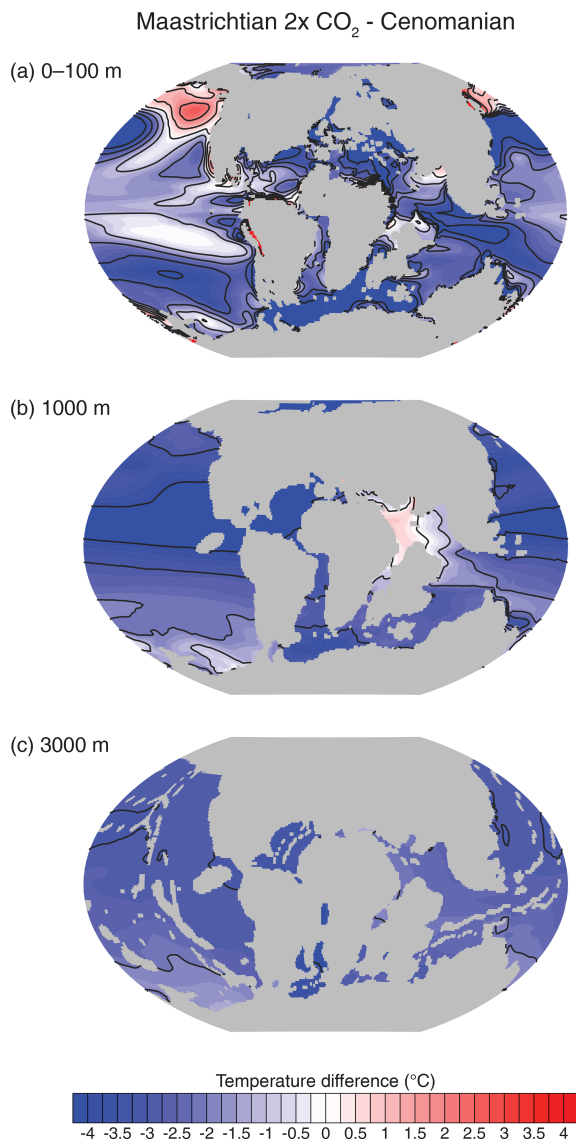 Maastrichtian 2x CO₂ - Cenomanian
(a) 0–100 m
(b) 1000 m
(c) 3000 m
Temperature difference (°C)
-4 -3.5 -3 -2.5 -2 -1.5 -1 -0.5 0 0.5 1 1.5 2 2.5 3 3.5 4